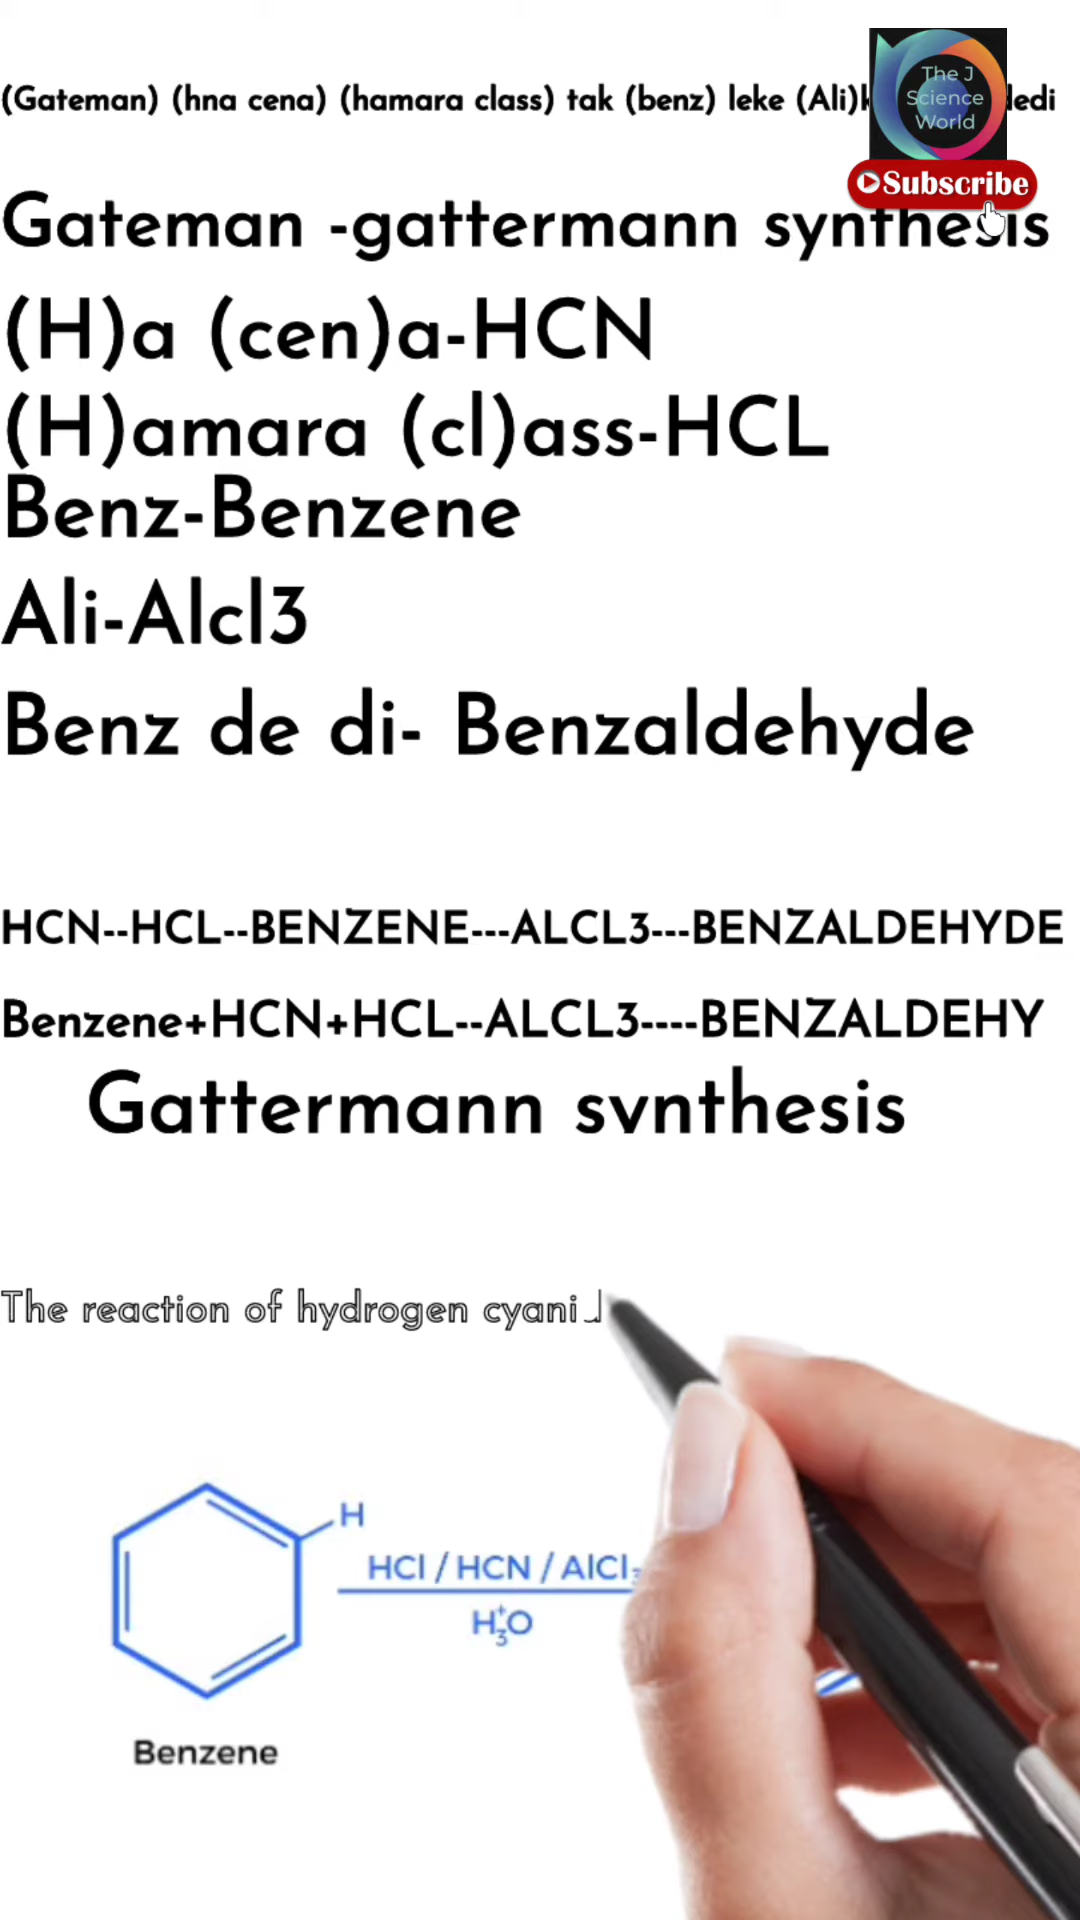 (Gateman) (hna cena) (hamara class) tak (benz) leke (Ali) dedi
The J
Science
World
Subscribe
Gateman -gattermann synthesis
(H)a (cen)a-HCN
(H)amara (cl)ass-HCL
Benz-Benzene
Ali-Alcl3
Benz de di- Benzaldehyde
HCN--HCL--BENZENE---ALCL3---BENZALDEHYDE
Benzene+HCN+HCL--ALCL3----BENZALDEHY
Gattermann synthesis
The reaction of hydrogen cyani
H
HCl / HCN / AlCl3
H3+O
Benzene